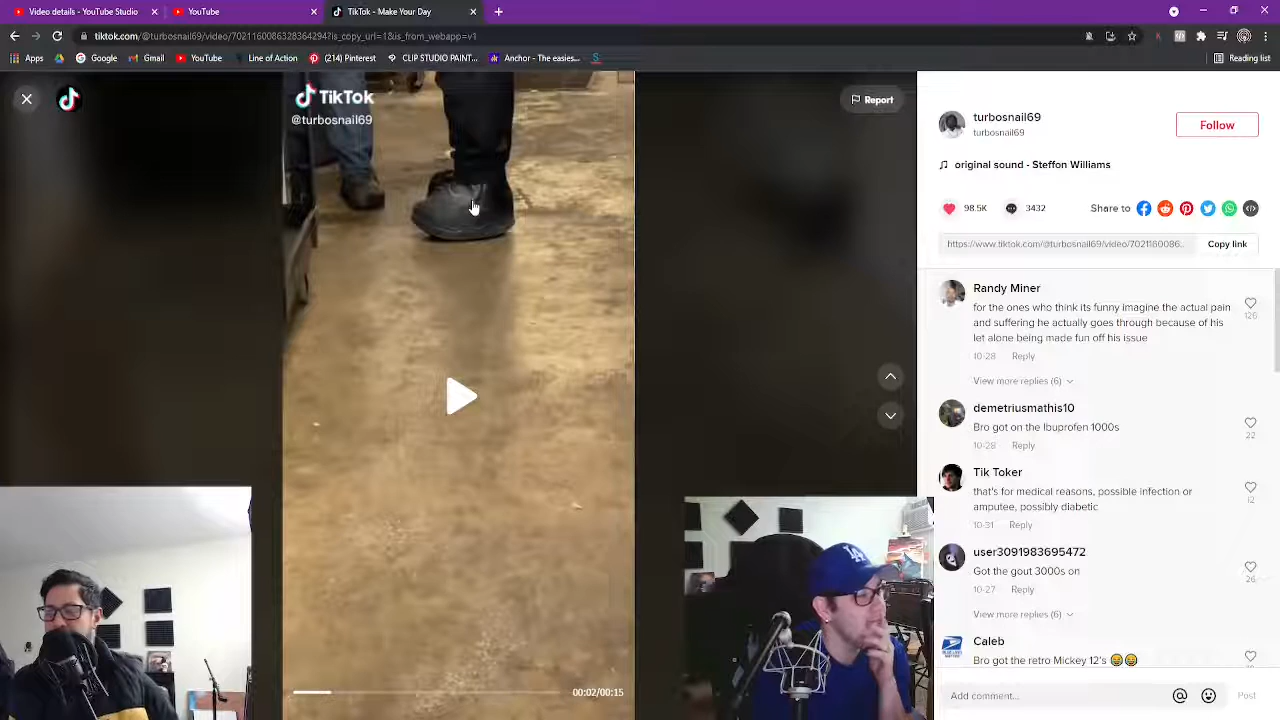 Video details - YouTube Studio
YouTube
TikTok - Make Your Day
tiktok.com/@turbosnail69/video/7021160086328364294?is_copy_url=1&is_from_webapp=v1
Apps
Google
Gmail
YouTube
Line of Action
(214) Pinterest
CLIP STUDIO PAINT...
Anchor - The easies...
Reading list
TikTok
@turbosnail69
Report
00:02/00:15
LA
turbosnail69
turbosnail69
Follow
original sound - Steffon Williams
98.5K
3432
Share to
https://www.tiktok.com/@turbosnail69/video/7021160086..
Copy link
Randy Miner
for the ones who think its funny imagine the actual pain
and suffering he actually goes through because of his
let alone being made fun off his issue
126
10-28 Reply
View more replies (6)
demetriusmathis10
Bro got on the Ibuprofen 1000s
22
10-28 Reply
Tik Toker
that's for medical reasons, possible infection or
amputee, possibly diabetic
12
10-31 Reply
user3091983695472
Got the gout 3000s on
26
10-27 Reply
View more replies (6)
Caleb
Bro got the retro Mickey 12's 😂😂
Add comment...
Post